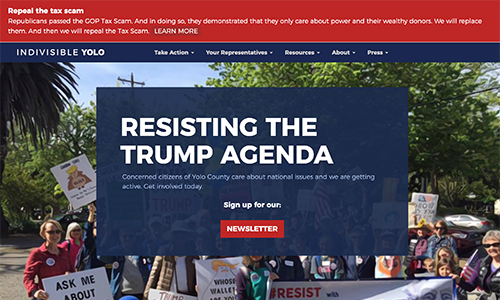 Repeal the tax scam
Republicans passed the GOP Tax Scam. And in doing so, they demonstrated that they only care about power and their wealthy donors. We will replace
them. And then we will repeal the Tax Scam. LEARN MORE
INDIVISIBLE YOLO
Take Action Your Representatives Resources About Press
RESISTING THE
TRUMP AGENDA
Concerned citizens of Yolo County care about national issues and we are getting
active. Get involved today.
Sign up for our:
NEWSLETTER
ASK ME
ABOUT
TRUMP
WHOSE
WALLET
ARE
#RESIST with